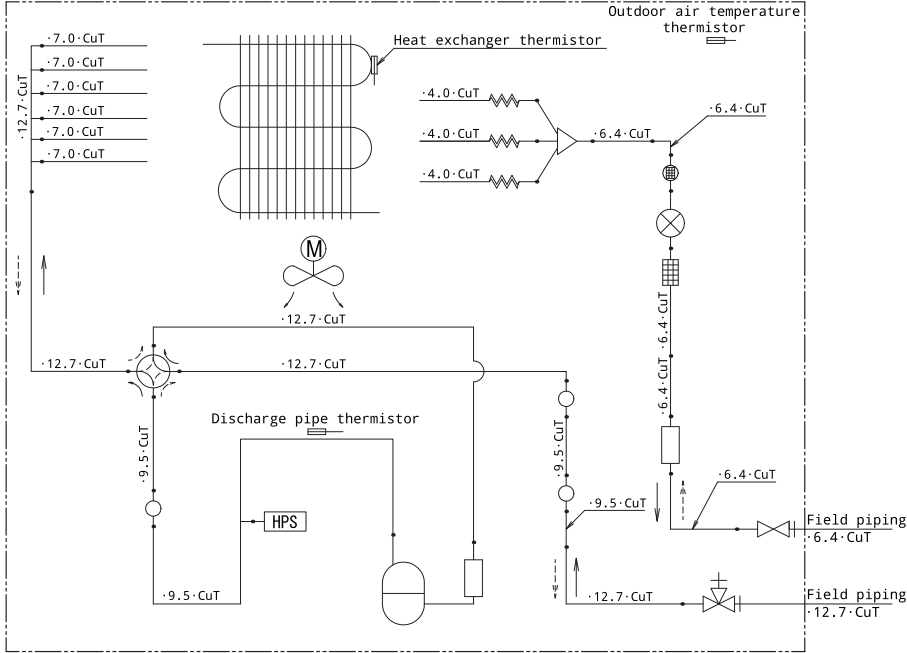 Outdoor air temperature
thermistor
·7.0·CuT
·7.0·CuT
·7.0·CuT
·7.0·CuT
·7.0·CuT
·7.0·CuT
·12.7·CuT
Heat exchanger thermistor
·4.0·CuT
·4.0·CuT
·4.0·CuT
·6.4·CuT
·6.4·CuT
M
·6.4·CuT
·6.4·CuT
·12.7·CuT
·12.7·CuT
·12.7·CuT
Discharge pipe thermistor
·9.5·CuT
·9.5·CuT
·6.4·CuT
·9.5·CuT
HPS
Field piping
·6.4·CuT
·9.5·CuT
·12.7·CuT
Field piping
·12.7·CuT